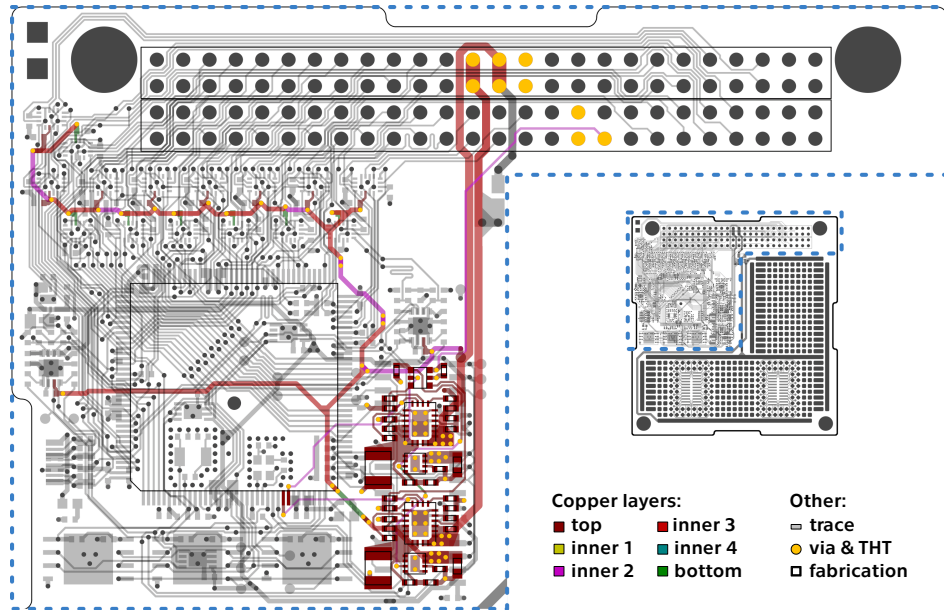 Copper layers: Other:
top inner 3 trace
inner 1 inner 4 via & THT
inner 2 bottom fabrication